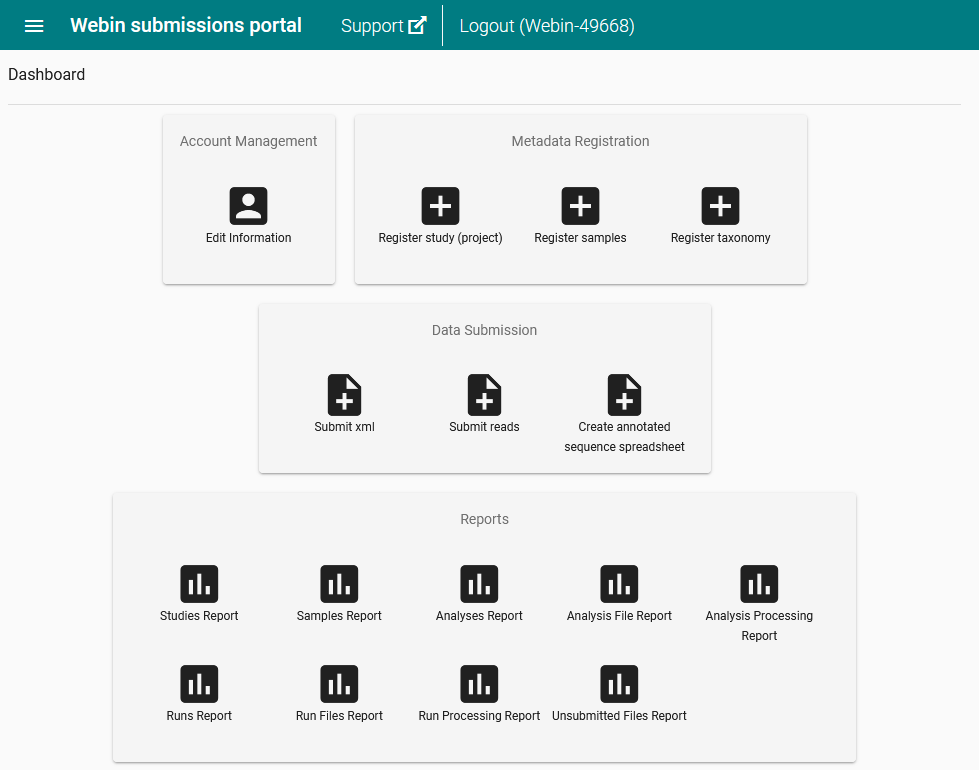 Webin submissions portal Support Logout (Webin-49668)
Dashboard
Account Management
Edit Information
Metadata Registration
Register study (project) Register samples Register taxonomy
Data Submission
Submit xml Submit reads Create annotated
sequence spreadsheet
Reports
Studies Report Samples Report Analyses Report Analysis File Report Analysis Processing
Report
Runs Report Run Files Report Run Processing Report Unsubmitted Files Report